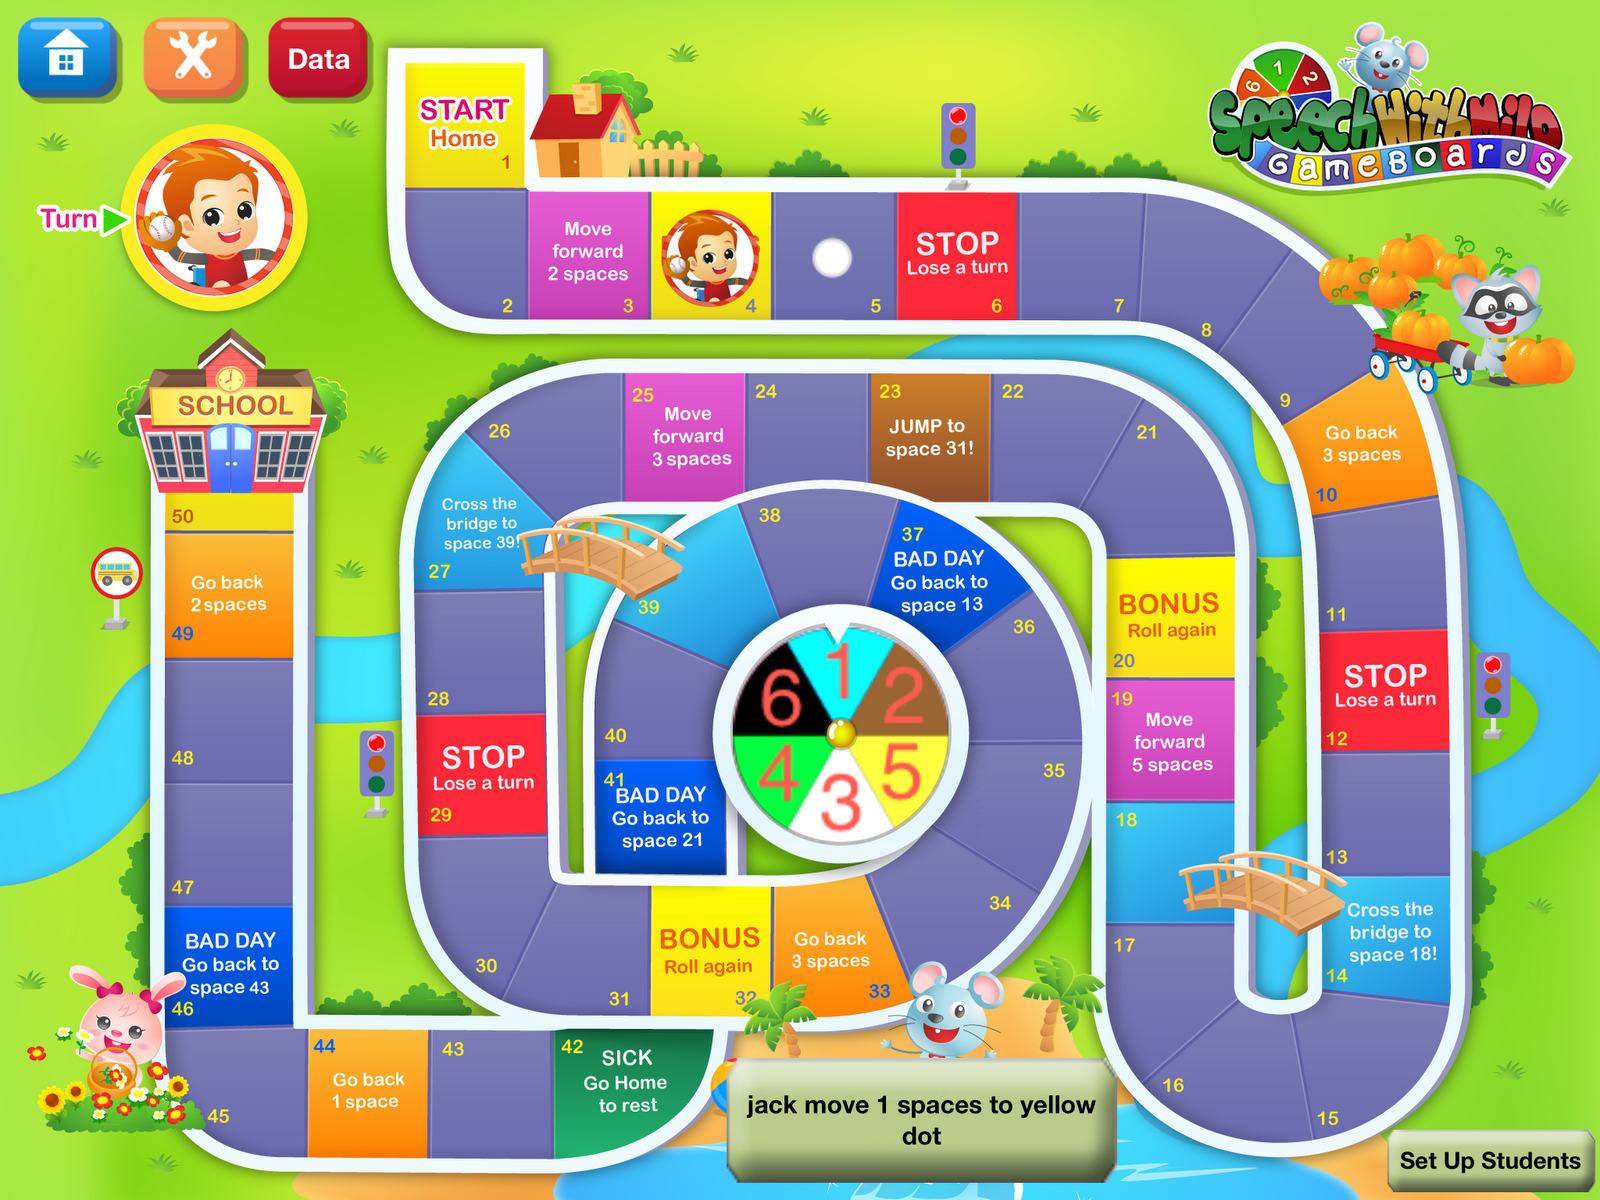 Data
START
Home
1
6 1 2
SpeechWithMilo
GameBoards
Turn
2
Move
forward
2 spaces
3
4
5
STOP
Lose a turn
6
7
8
9
Go back
3 spaces
10
11
STOP
Lose a turn
12
13
Cross the
bridge to
space 18!
14
15
16
17
18
19
Move
forward
5 spaces
BONUS
Roll again
20
21
22
23
JUMP to
space 31!
24
25
Move
forward
3 spaces
26
Cross the
bridge to
space 39!
27
28
STOP
Lose a turn
29
30
31
BONUS
Roll again
32
Go back
3 spaces
33
34
35
36
37
BAD DAY
Go back to
space 13
38
39
40
41
BAD DAY
Go back to
space 21
42
SICK
Go Home
to rest
43
44
Go back
1 space
45
BAD DAY
Go back to
space 43
46
47
48
Go back
2 spaces
49
50
SCHOOL
1
2
5
3
4
6
jack move 1 spaces to yellow
dot
Set Up Students